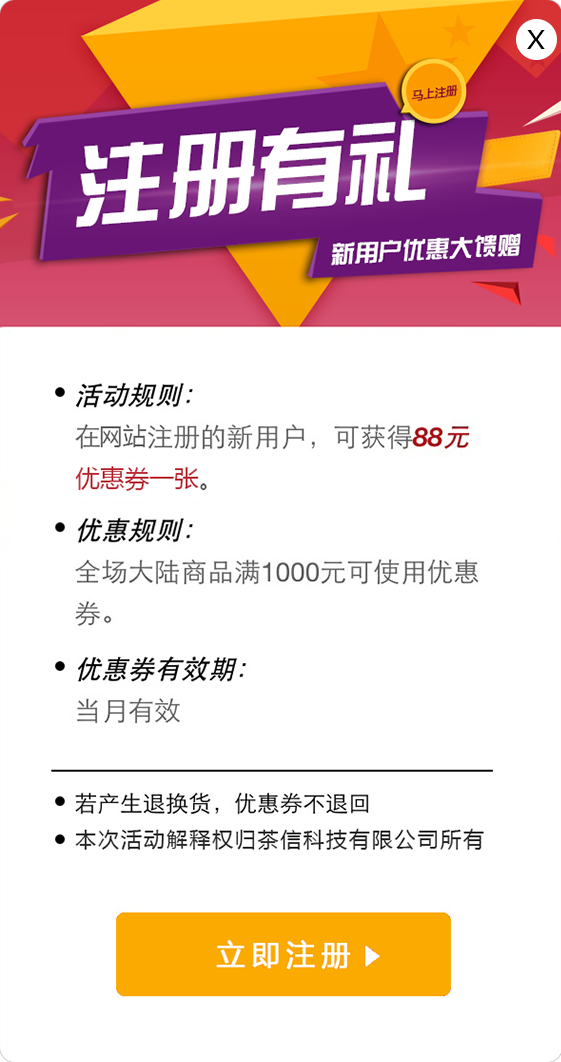 X
马上注册
注册有礼
新用户优惠大馈赠
活动规则：
在网站注册的新用户，可获得88元
优惠券一张。
优惠规则：
全场大陆商品满1000元可使用优惠
券。
优惠券有效期：
当月有效
若产生退换货，优惠券不退回
本次活动解释权归茶信科技有限公司所有
立即注册